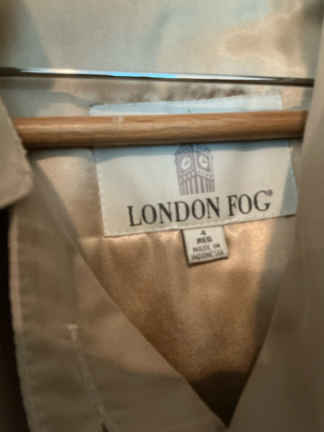 LONDON FOG®
4
REG.
MADE IN
INDONESIA